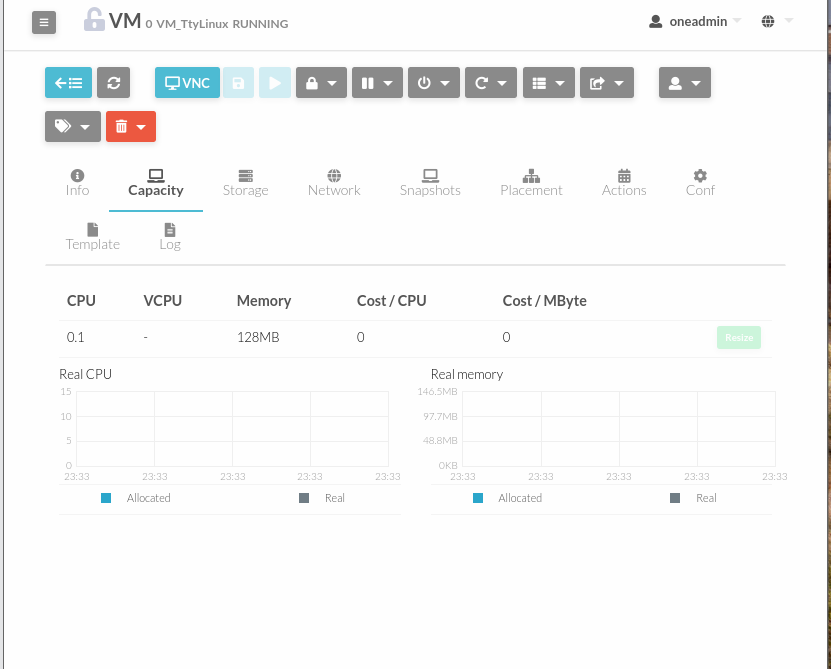 VM 0 VM_TtyLinux RUNNING
oneadmin
VNC
Info Capacity Storage Network Snapshots Placement Actions Conf
Template Log
CPU VCPU Memory Cost / CPU Cost / MByte
0.1 - 128MB 0 0 Resize
Real CPU
15
10
5
0
23:33 23:33 23:33 23:33 23:33
Allocated Real
Real memory
146.5MB
97.7MB
48.8MB
0KB
23:33 23:33 23:33 23:33 23:33
Allocated Real